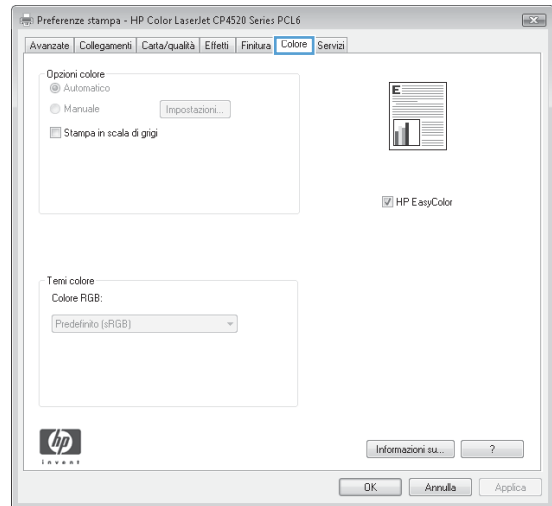 Preferenze stampa - HP Color LaserJet CP4520 Series PCL6
Avanzate Collegamenti Carta/qualità Effetti Finitura Colore Servizi
Opzioni colore
Automatico
Manuale Impostazioni...
Stampa in scala di grigi
E
HP EasyColor
Temi colore
Colore RGB:
Predefinito (sRGB)
hp
invent
Informazioni su... ?
OK Annulla Applica